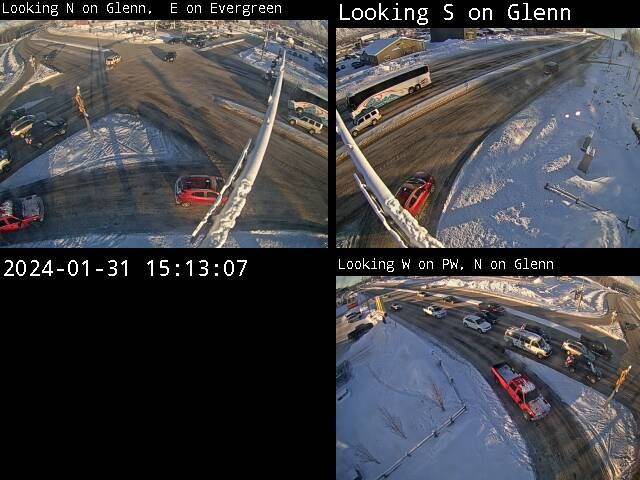 Looking N on Glenn,  E on Evergreen
Looking S on Glenn
2024-01-31 15:13:07
Looking W on PW, N on Glenn